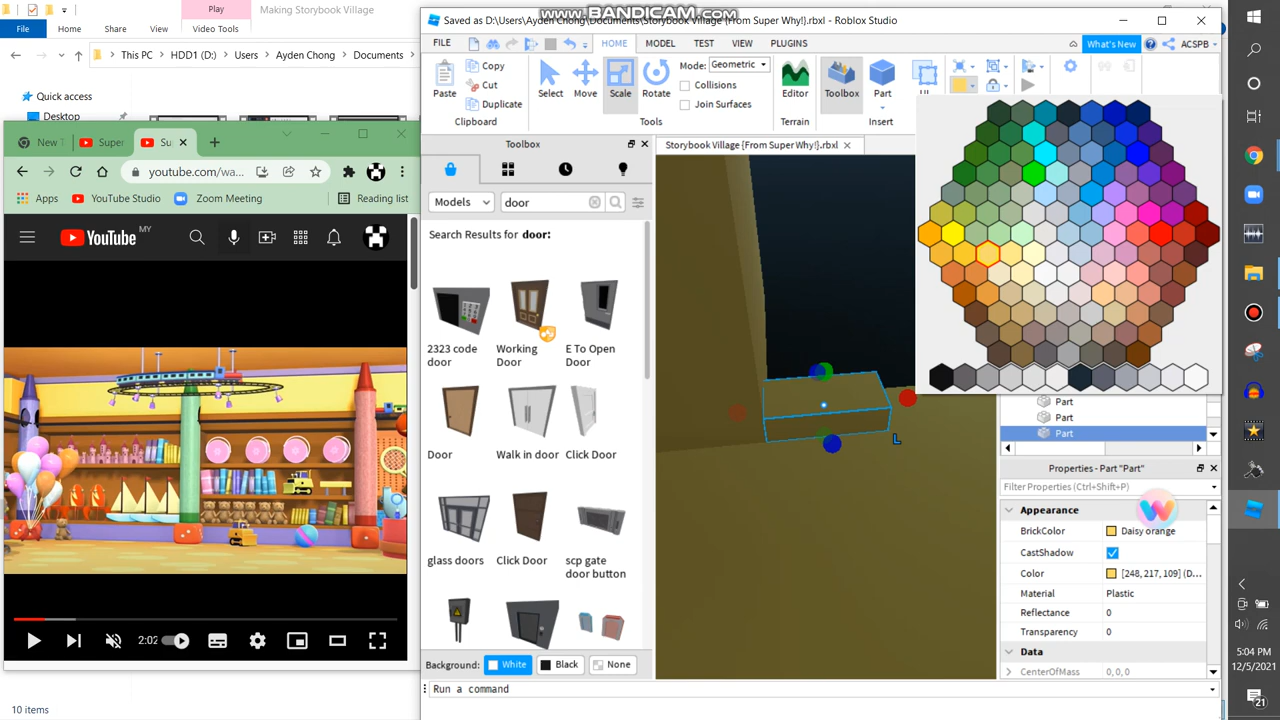 Play
Making Storybook Village
File
Home
Share
View
Video Tools
This PC
HDD1 (D:)
Users
Ayden Chong
Documents
Quick access
Desktop
New T
Super
Su
youtube.com/wa...
Apps
YouTube Studio
Zoom Meeting
Reading list
YouTube
MY
2:02
10 items
www.BANDICAM.com
Saved as D:\Users\Ayden Chong\Documents\Storybook Village {From Super Why!}.rbxl - Roblox Studio
FILE
HOME
MODEL
TEST
VIEW
PLUGINS
What's New
ACSPB
Paste
Copy
Cut
Duplicate
Clipboard
Select
Move
Scale
Rotate
Mode: Geometric
Collisions
Join Surfaces
Tools
Editor
Terrain
Toolbox
Part
Insert
UI
Toolbox
Models
door
Search Results for door:
2323 code door
Working Door
E To Open Door
Door
Walk in door
Click Door
glass doors
Click Door
scp gate door button
Background:
White
Black
None
Run a command
Storybook Village {From Super Why!}.rbxl
L
Part
Part
Part
Properties - Part "Part"
Filter Properties (Ctrl+Shift+P)
Appearance
BrickColor
Daisy orange
CastShadow
Color
[248, 217, 109] (D...
Material
Plastic
Reflectance
0
Transparency
0
Data
CenterOfMass
0, 0, 0
5:04 PM
12/5/2021
21